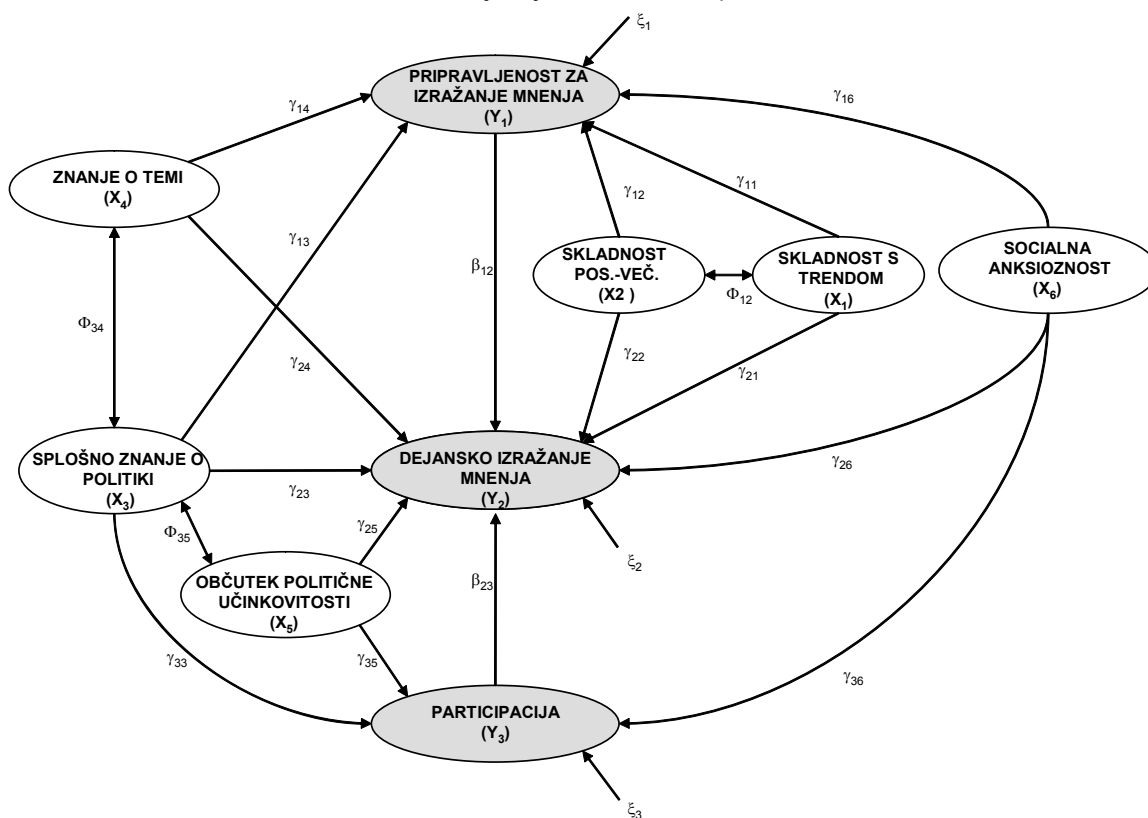 ξ1
PRIPRAVLJENOST ZA
IZRAŽANJE MNENJA
(Y1)
γ14
γ16
ZNANJE O TEMI
(X4)
γ12
γ11
γ13
SKLADNOST
POS.-VEČ.
(X2 )
SKLADNOST S
TRENDOM
(X1)
SOCIALNA
ANKSIOZNOST
(X6)
β12
Φ12
Φ34
γ24
γ22
γ21
SPLOŠNO ZNANJE O
POLITIKI
(X3)
DEJANSKO IZRAŽANJE
MNENJA
(Y2)
γ26
γ23
γ25
Φ35
ξ2
OBČUTEK POLITIČNE
UČINKOVITOSTI
(X5)
β23
γ33
γ35
γ36
PARTICIPACIJA
(Y3)
ξ3